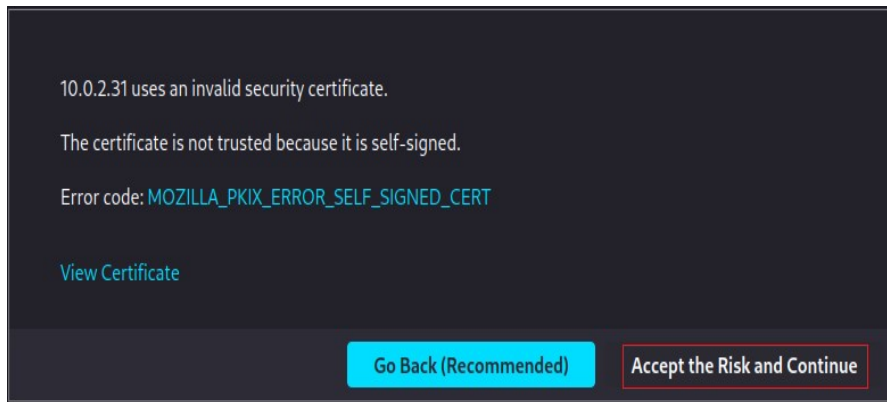 10.0.2.31 uses an invalid security certificate.
The certificate is not trusted because it is self-signed.
Error code: MOZILLA_PKIX_ERROR_SELF_SIGNED_CERT
View Certificate
Go Back (Recommended)
Accept the Risk and Continue